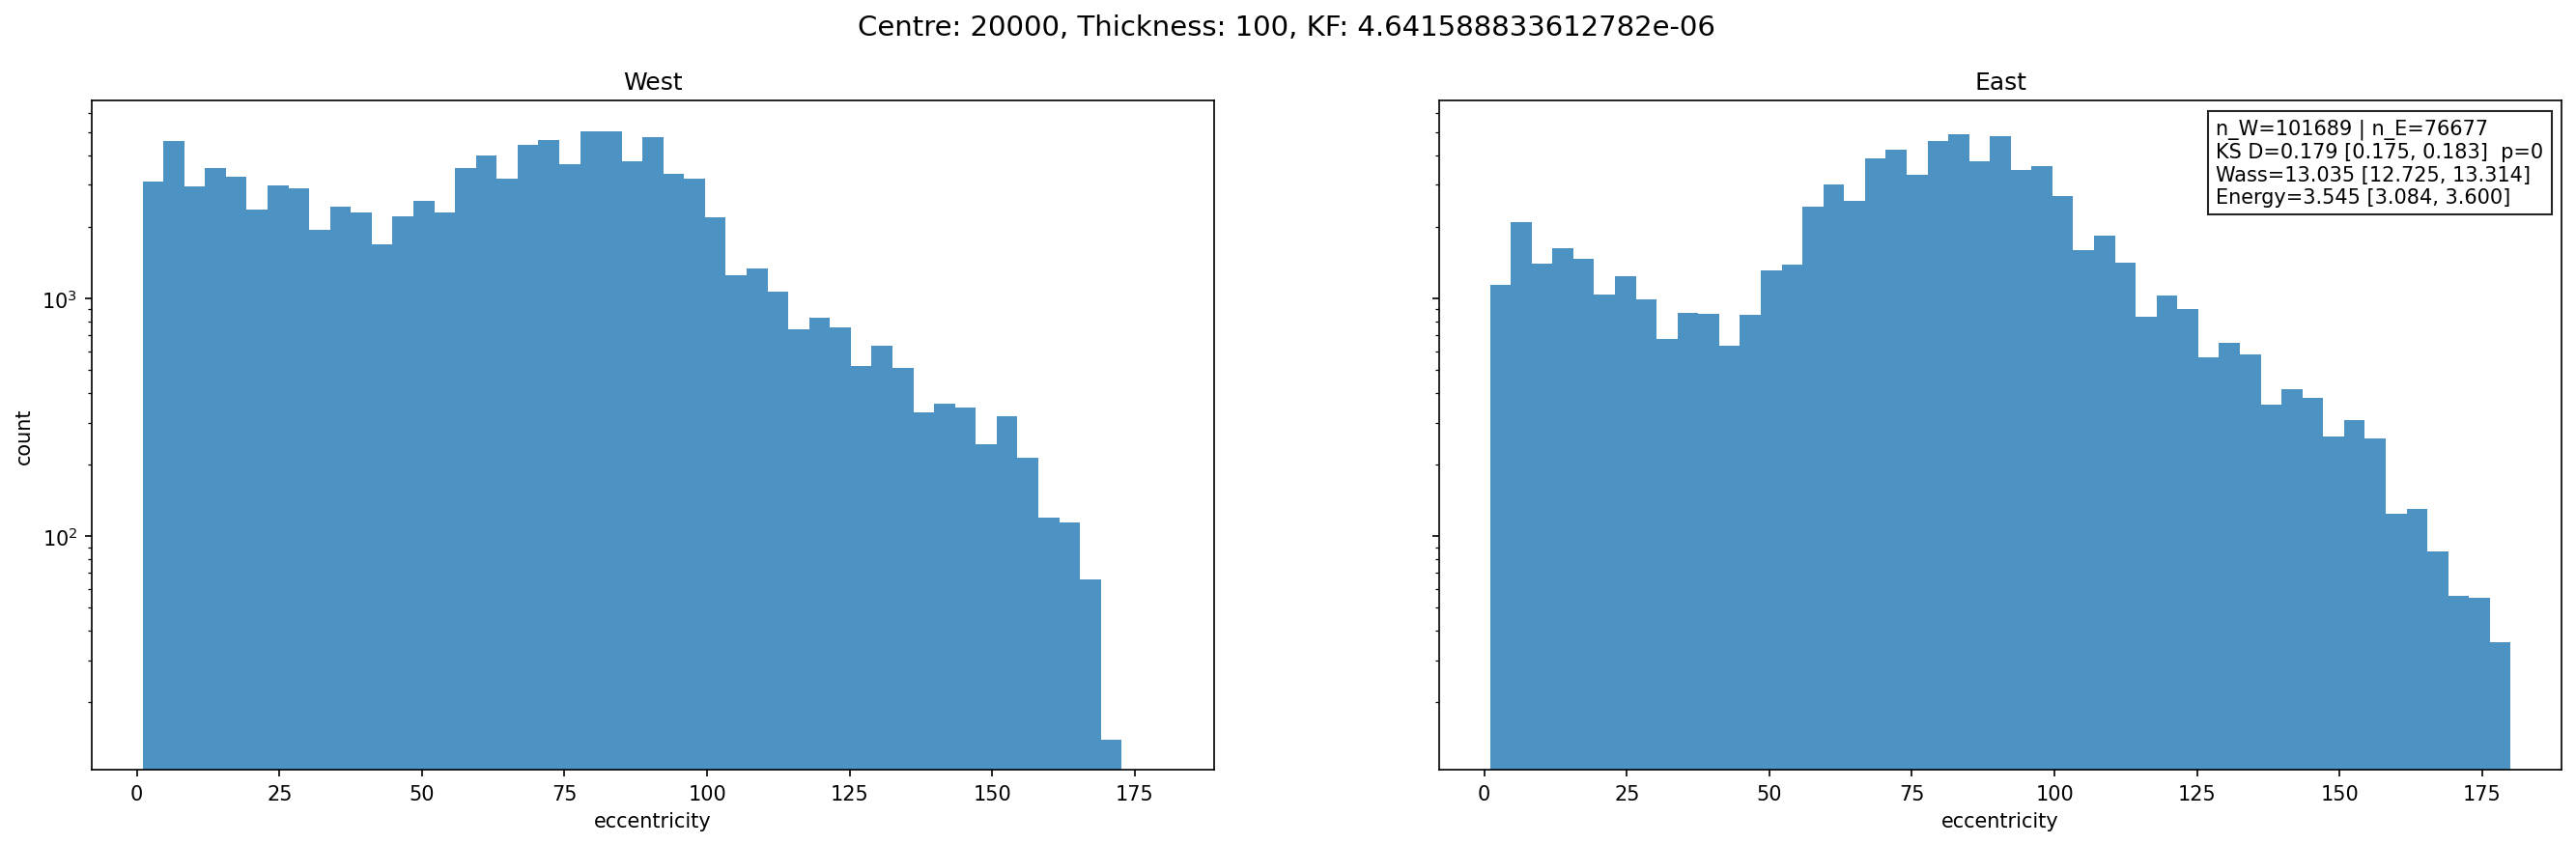 Centre: 20000, Thickness: 100, KF: 4.641588833612782e-06
West
East
n_W=101689 | n_E=76677
KS D=0.179 [0.175, 0.183]  p=0
Wass=13.035 [12.725, 13.314]
Energy=3.545 [3.084, 3.600]
10³
10²
count
0 25 50 75 100 125 150 175
0 25 50 75 100 125 150 175
eccentricity
eccentricity